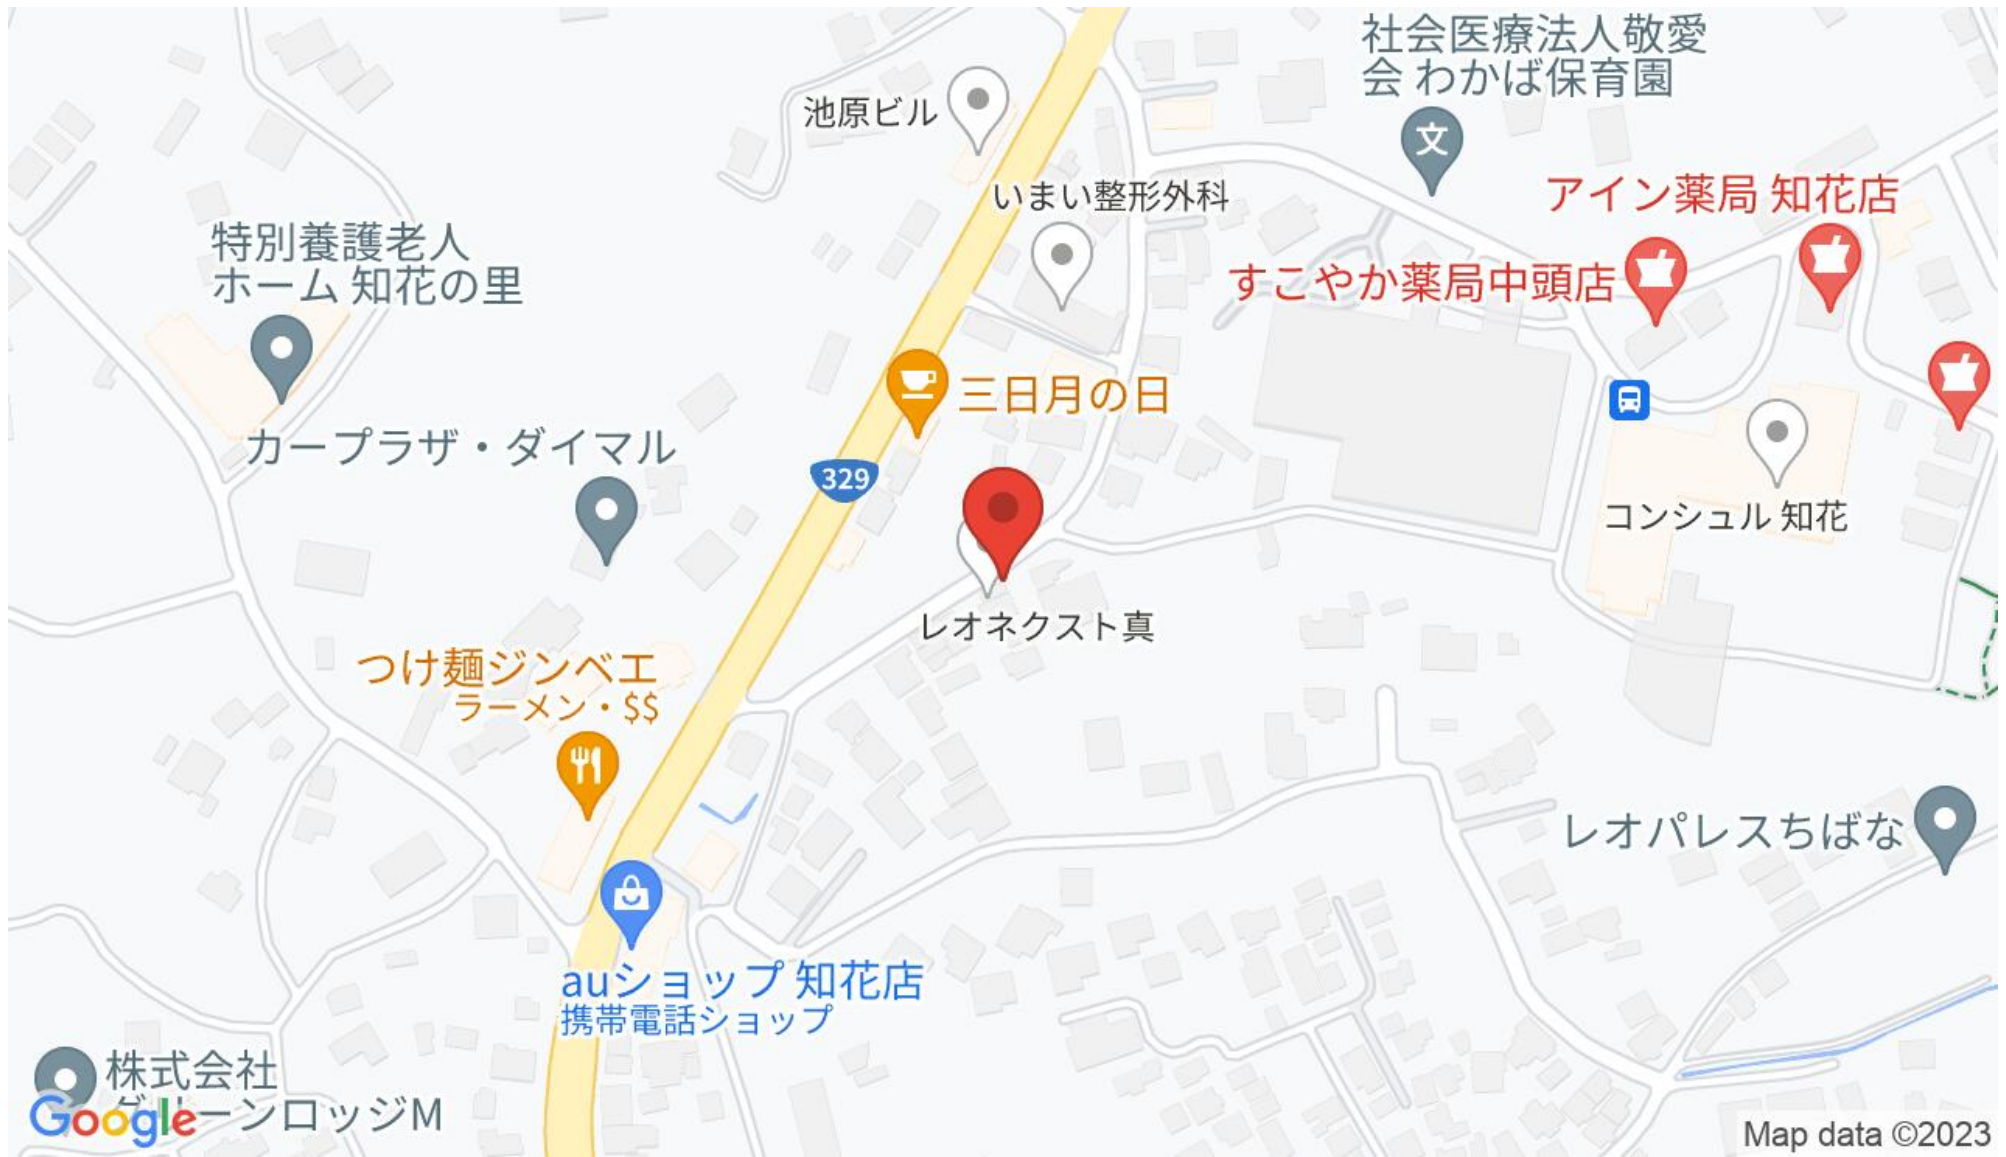 社会医療法人敬愛
会 わかば保育園
文
池原ビル
いまい整形外科
アイン薬局 知花店
特別養護老人
ホーム 知花の里
すこやか薬局中頭店
三日月の日
カープラザ・ダイマル
329
コンシュル 知花
レオネクスト真
つけ麺ジンベエ
ラーメン・$$
レオパレスちばな
auショップ 知花店
携帯電話ショップ
株式会社
グリーンロッジM
Google
Map data ©2023